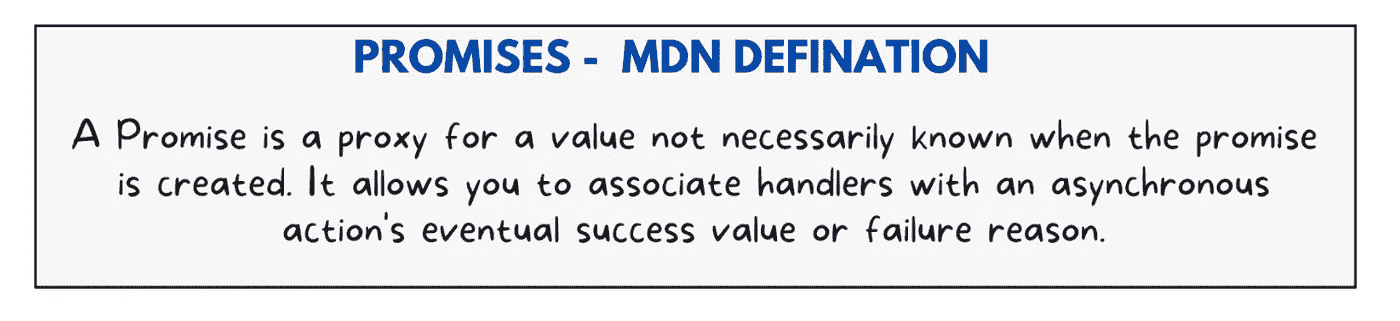 PROMISES - MDN DEFINATION
A Promise is a proxy for a value not necessarily known when the promise
is created. It allows you to associate handlers with an asynchronous
action's eventual success value or failure reason.